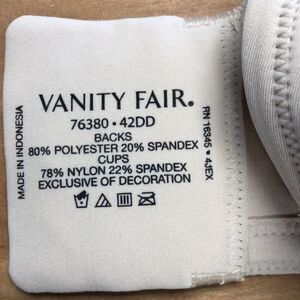 VANITY FAIR.
76380 • 42DD
BACKS
80% POLYESTER 20% SPANDEX
CUPS
78% NYLON 22% SPANDEX
EXCLUSIVE OF DECORATION
MADE IN INDONESIA
RN 16345 • 4JEX